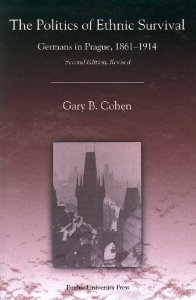 The Politics of Ethnic Survival
Germans in Prague, 1861–1914
Second Edition, Revised
Gary B. Cohen
Purdue University Press